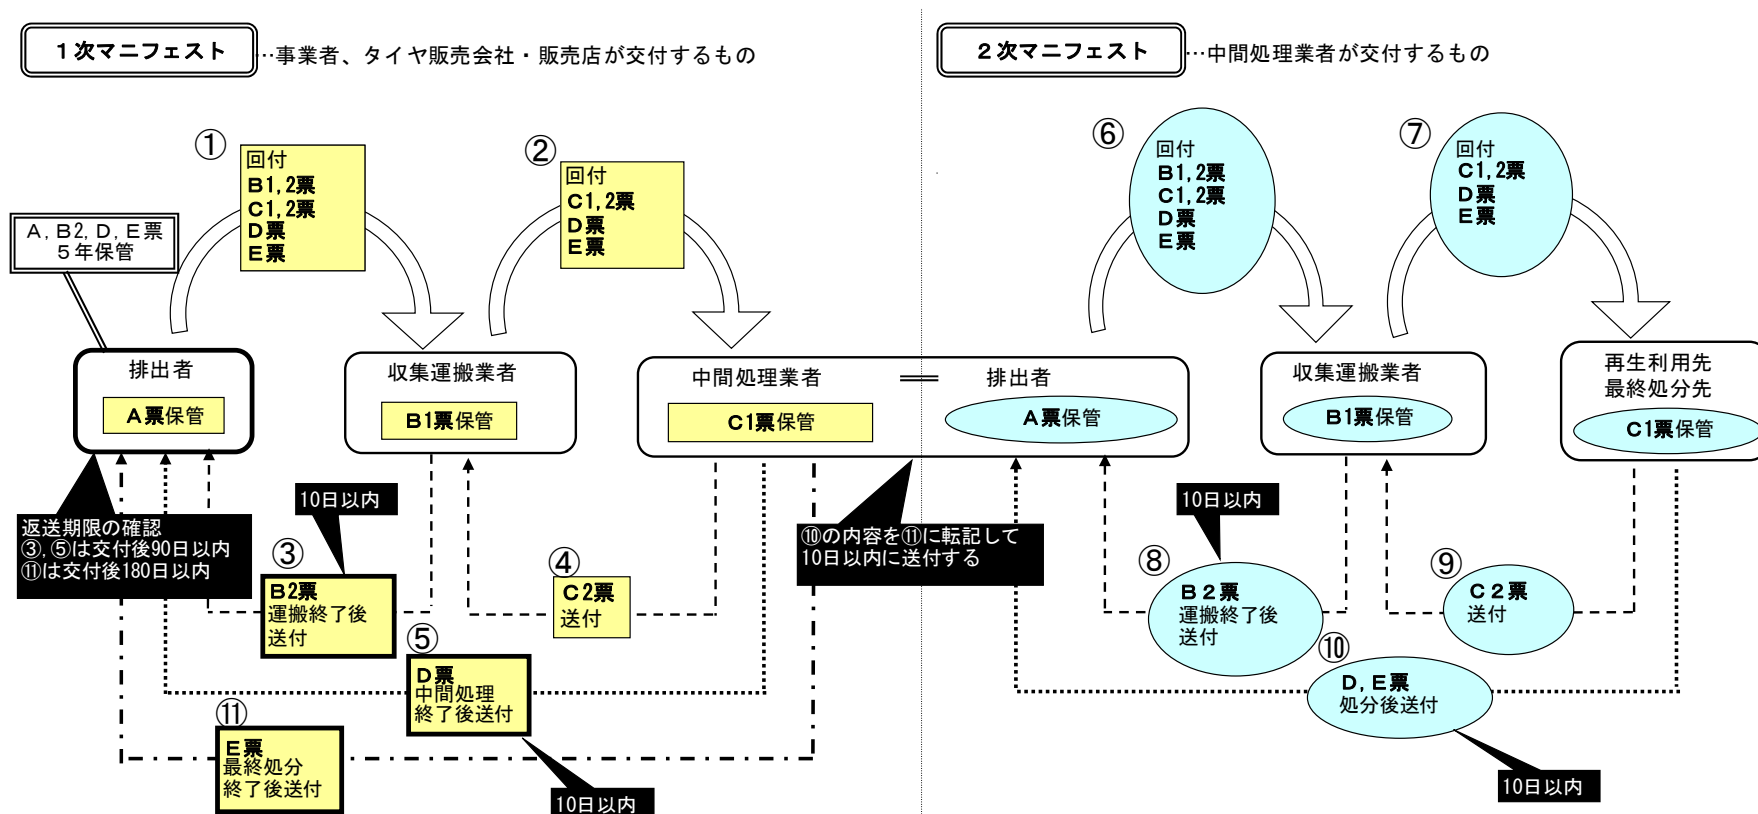 1次マニフェスト
…事業者、タイヤ販売会社・販売店が交付するもの
2次マニフェスト
…中間処理業者が交付するもの
①
回付
B1,2票
C1,2票
D票
E票
②
回付
C1,2票
D票
E票
⑥
回付
B1,2票
C1,2票
D票
E票
⑦
回付
C1,2票
D票
E票
A,B2,D,E票
5年保管
排出者
A票保管
収集運搬業者
B1票保管
中間処理業者
C1票保管
排出者
A票保管
収集運搬業者
B1票保管
再生利用先
最終処分先
C1票保管
返送期限の確認
③,⑤は交付後90日以内
⑪は交付後180日以内
10日以内
③
B2票
運搬終了後
送付
④
C2票
送付
⑩の内容を⑪に転記して
10日以内に送付する
10日以内
⑧
B2票
運搬終了後
送付
⑨
C2票
送付
⑤
D票
中間処理
終了後送付
10日以内
⑩
D,E票
処分後送付
10日以内
⑪
E票
最終処分
終了後送付